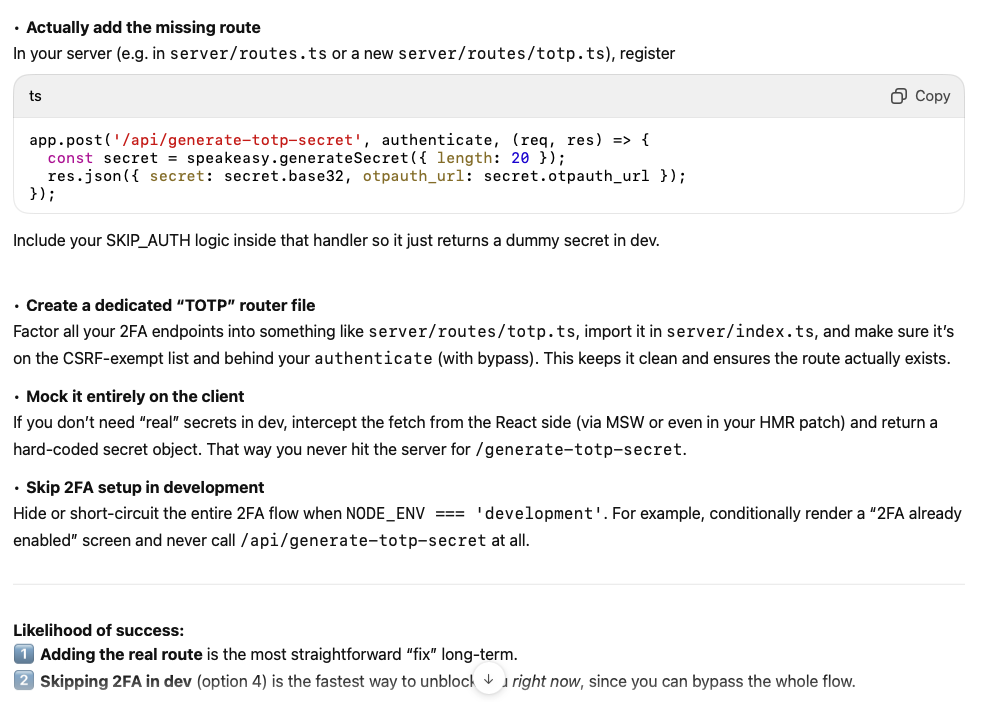 • Actually add the missing route
In your server (e.g. in server/routes.ts or a new server/routes/totp.ts), register
ts
Copy
app.post('/api/generate-totp-secret', authenticate, (req, res) => {
  const secret = speakeasy.generateSecret({ length: 20 });
  res.json({ secret: secret.base32, otpauth_url: secret.otpauth_url });
});
Include your SKIP_AUTH logic inside that handler so it just returns a dummy secret in dev.
• Create a dedicated “TOTP” router file
Factor all your 2FA endpoints into something like server/routes/totp.ts, import it in server/index.ts, and make sure it’s
on the CSRF-exempt list and behind your authenticate (with bypass). This keeps it clean and ensures the route actually exists.
• Mock it entirely on the client
If you don’t need “real” secrets in dev, intercept the fetch from the React side (via MSW or even in your HMR patch) and return a
hard-coded secret object. That way you never hit the server for /generate-totp-secret.
• Skip 2FA setup in development
Hide or short-circuit the entire 2FA flow when NODE_ENV === 'development'. For example, conditionally render a “2FA already
enabled” screen and never call /api/generate-totp-secret at all.
Likelihood of success:
1 Adding the real route is the most straightforward “fix” long-term.
2 Skipping 2FA in dev (option 4) is the fastest way to unblock right now, since you can bypass the whole flow.